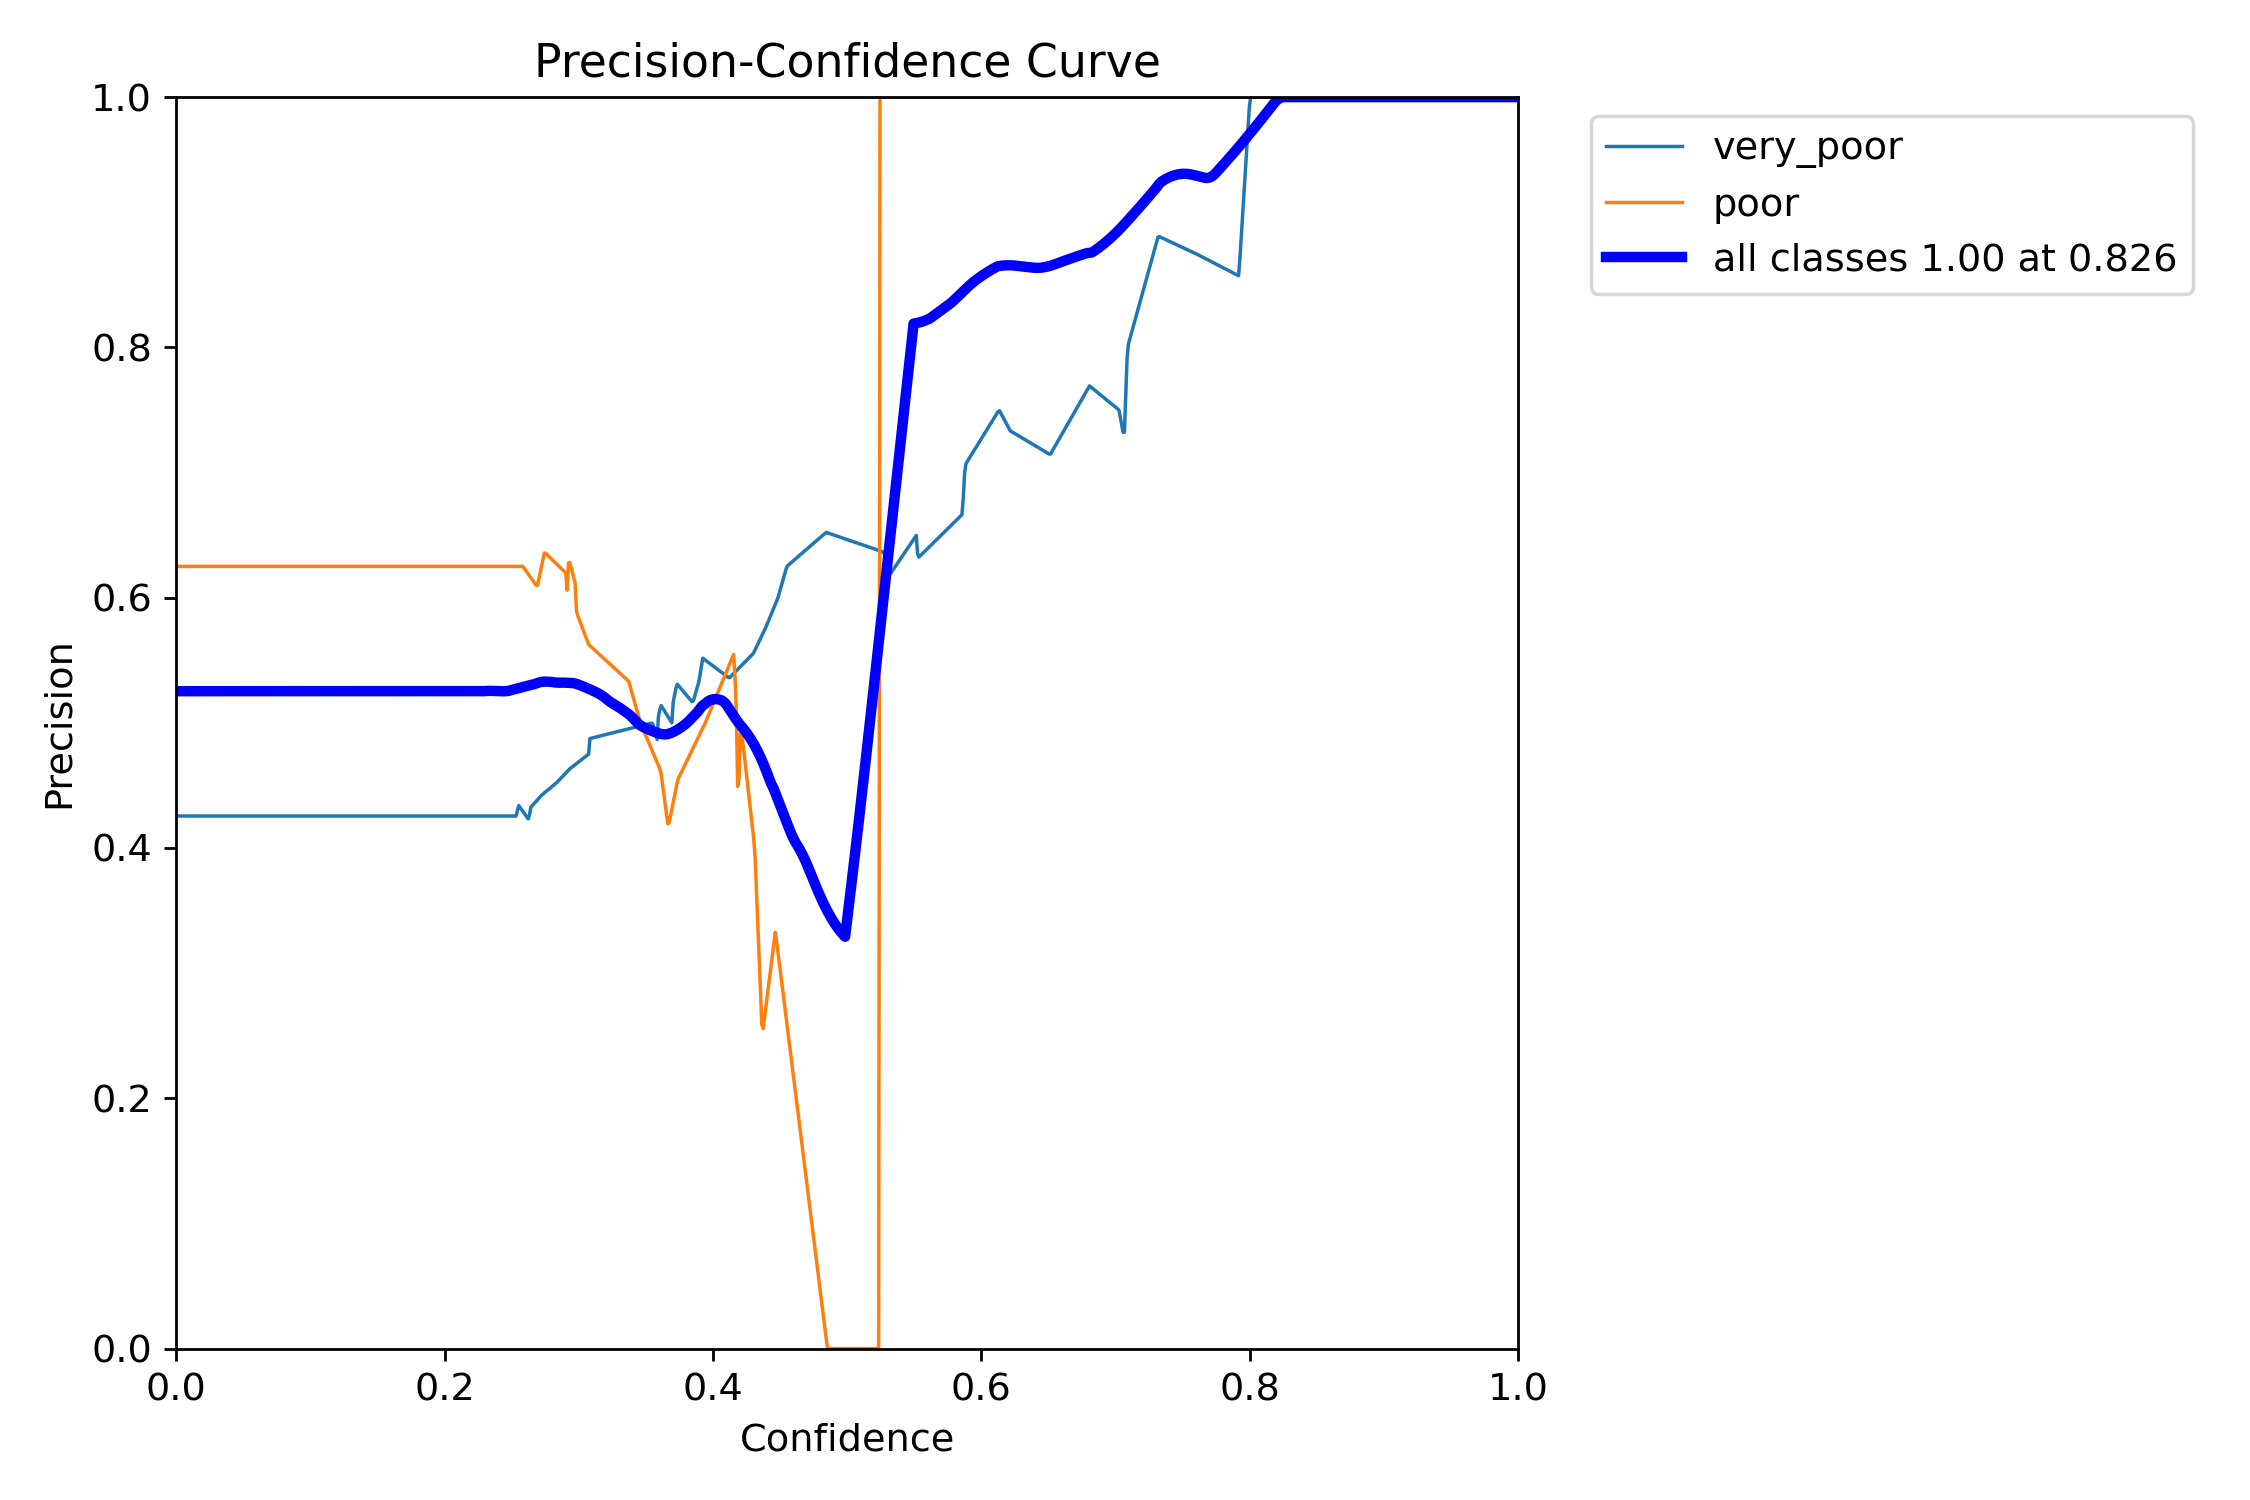 Precision-Confidence Curve
1.0
0.8
0.6
0.4
0.2
0.0
Precision
0.0 0.2 0.4 0.6 0.8 1.0
Confidence
very_poor
poor
all classes 1.00 at 0.826